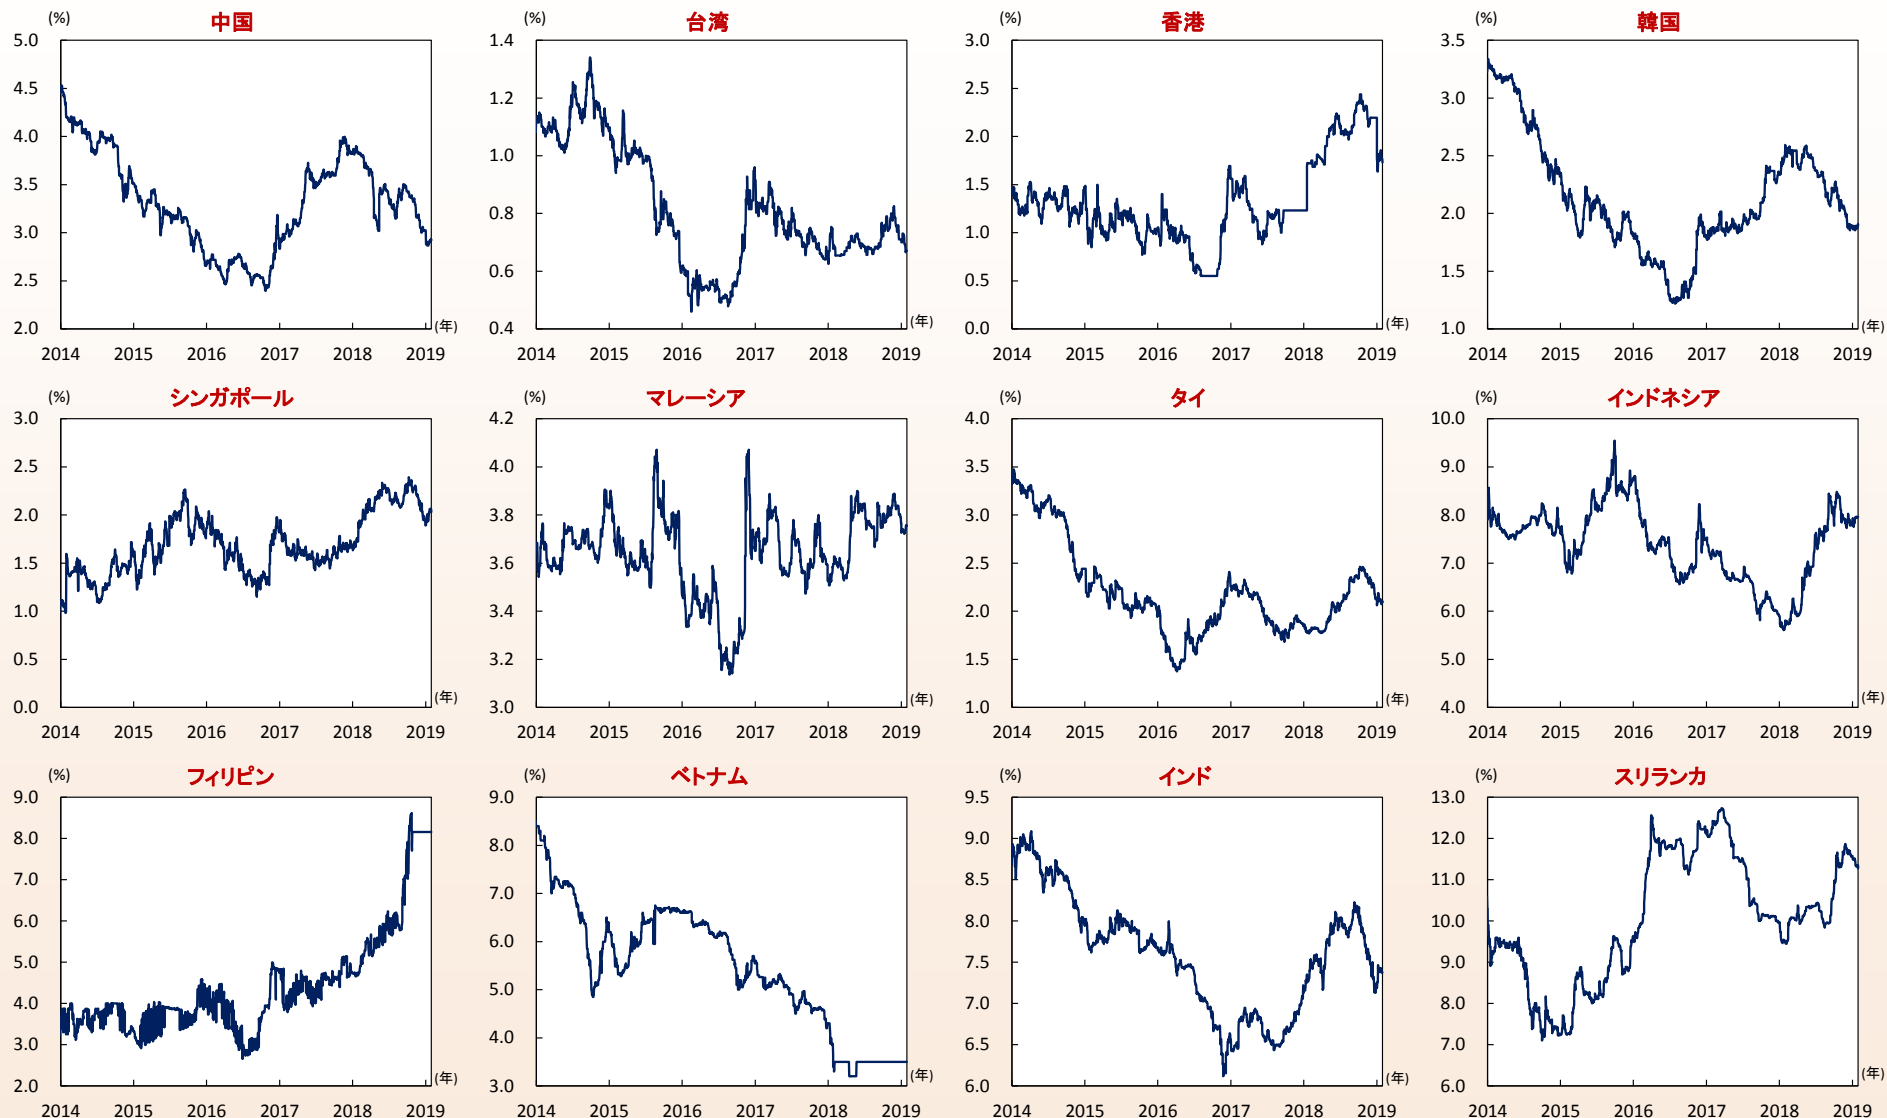 (%) 中国 (%) 台湾 (%) 香港 (%) 韓国
5.0 1.4 3.0 3.5
4.5 1.2 2.5 3.0
4.0 1.0 2.0 2.5
3.5 0.8 1.5 2.0
3.0 0.6 1.0 1.5
2.5 0.4 0.5 1.0
2.0 0.0
(年) (年) (年) (年)
2014 2015 2016 2017 2018 2019 2014 2015 2016 2017 2018 2019 2014 2015 2016 2017 2018 2019 2014 2015 2016 2017 2018 2019
(%) シンガポール (%) マレーシア (%) タイ (%) インドネシア
3.0 4.2 4.0 10.0
2.5 4.0 3.5 9.0
2.0 3.8 3.0 8.0
1.5 3.6 2.5 7.0
1.0 3.4 2.0 6.0
0.5 3.2 1.5 5.0
0.0 3.0 1.0 4.0
(年) (年) (年) (年)
2014 2015 2016 2017 2018 2019 2014 2015 2016 2017 2018 2019 2014 2015 2016 2017 2018 2019 2014 2015 2016 2017 2018 2019
(%) フィリピン (%) ベトナム (%) インド (%) スリランカ
9.0 9.0 9.5 13.0
8.0 8.0 9.0 12.0
7.0 7.0 8.5 11.0
6.0 6.0 8.0 10.0
5.0 5.0 7.5 9.0
4.0 4.0 7.0 8.0
3.0 3.0 6.5 7.0
2.0 6.0 6.0
(年) (年) (年) (年)
2014 2015 2016 2017 2018 2019 2014 2015 2016 2017 2018 2019 2014 2015 2016 2017 2018 2019 2014 2015 2016 2017 2018 2019